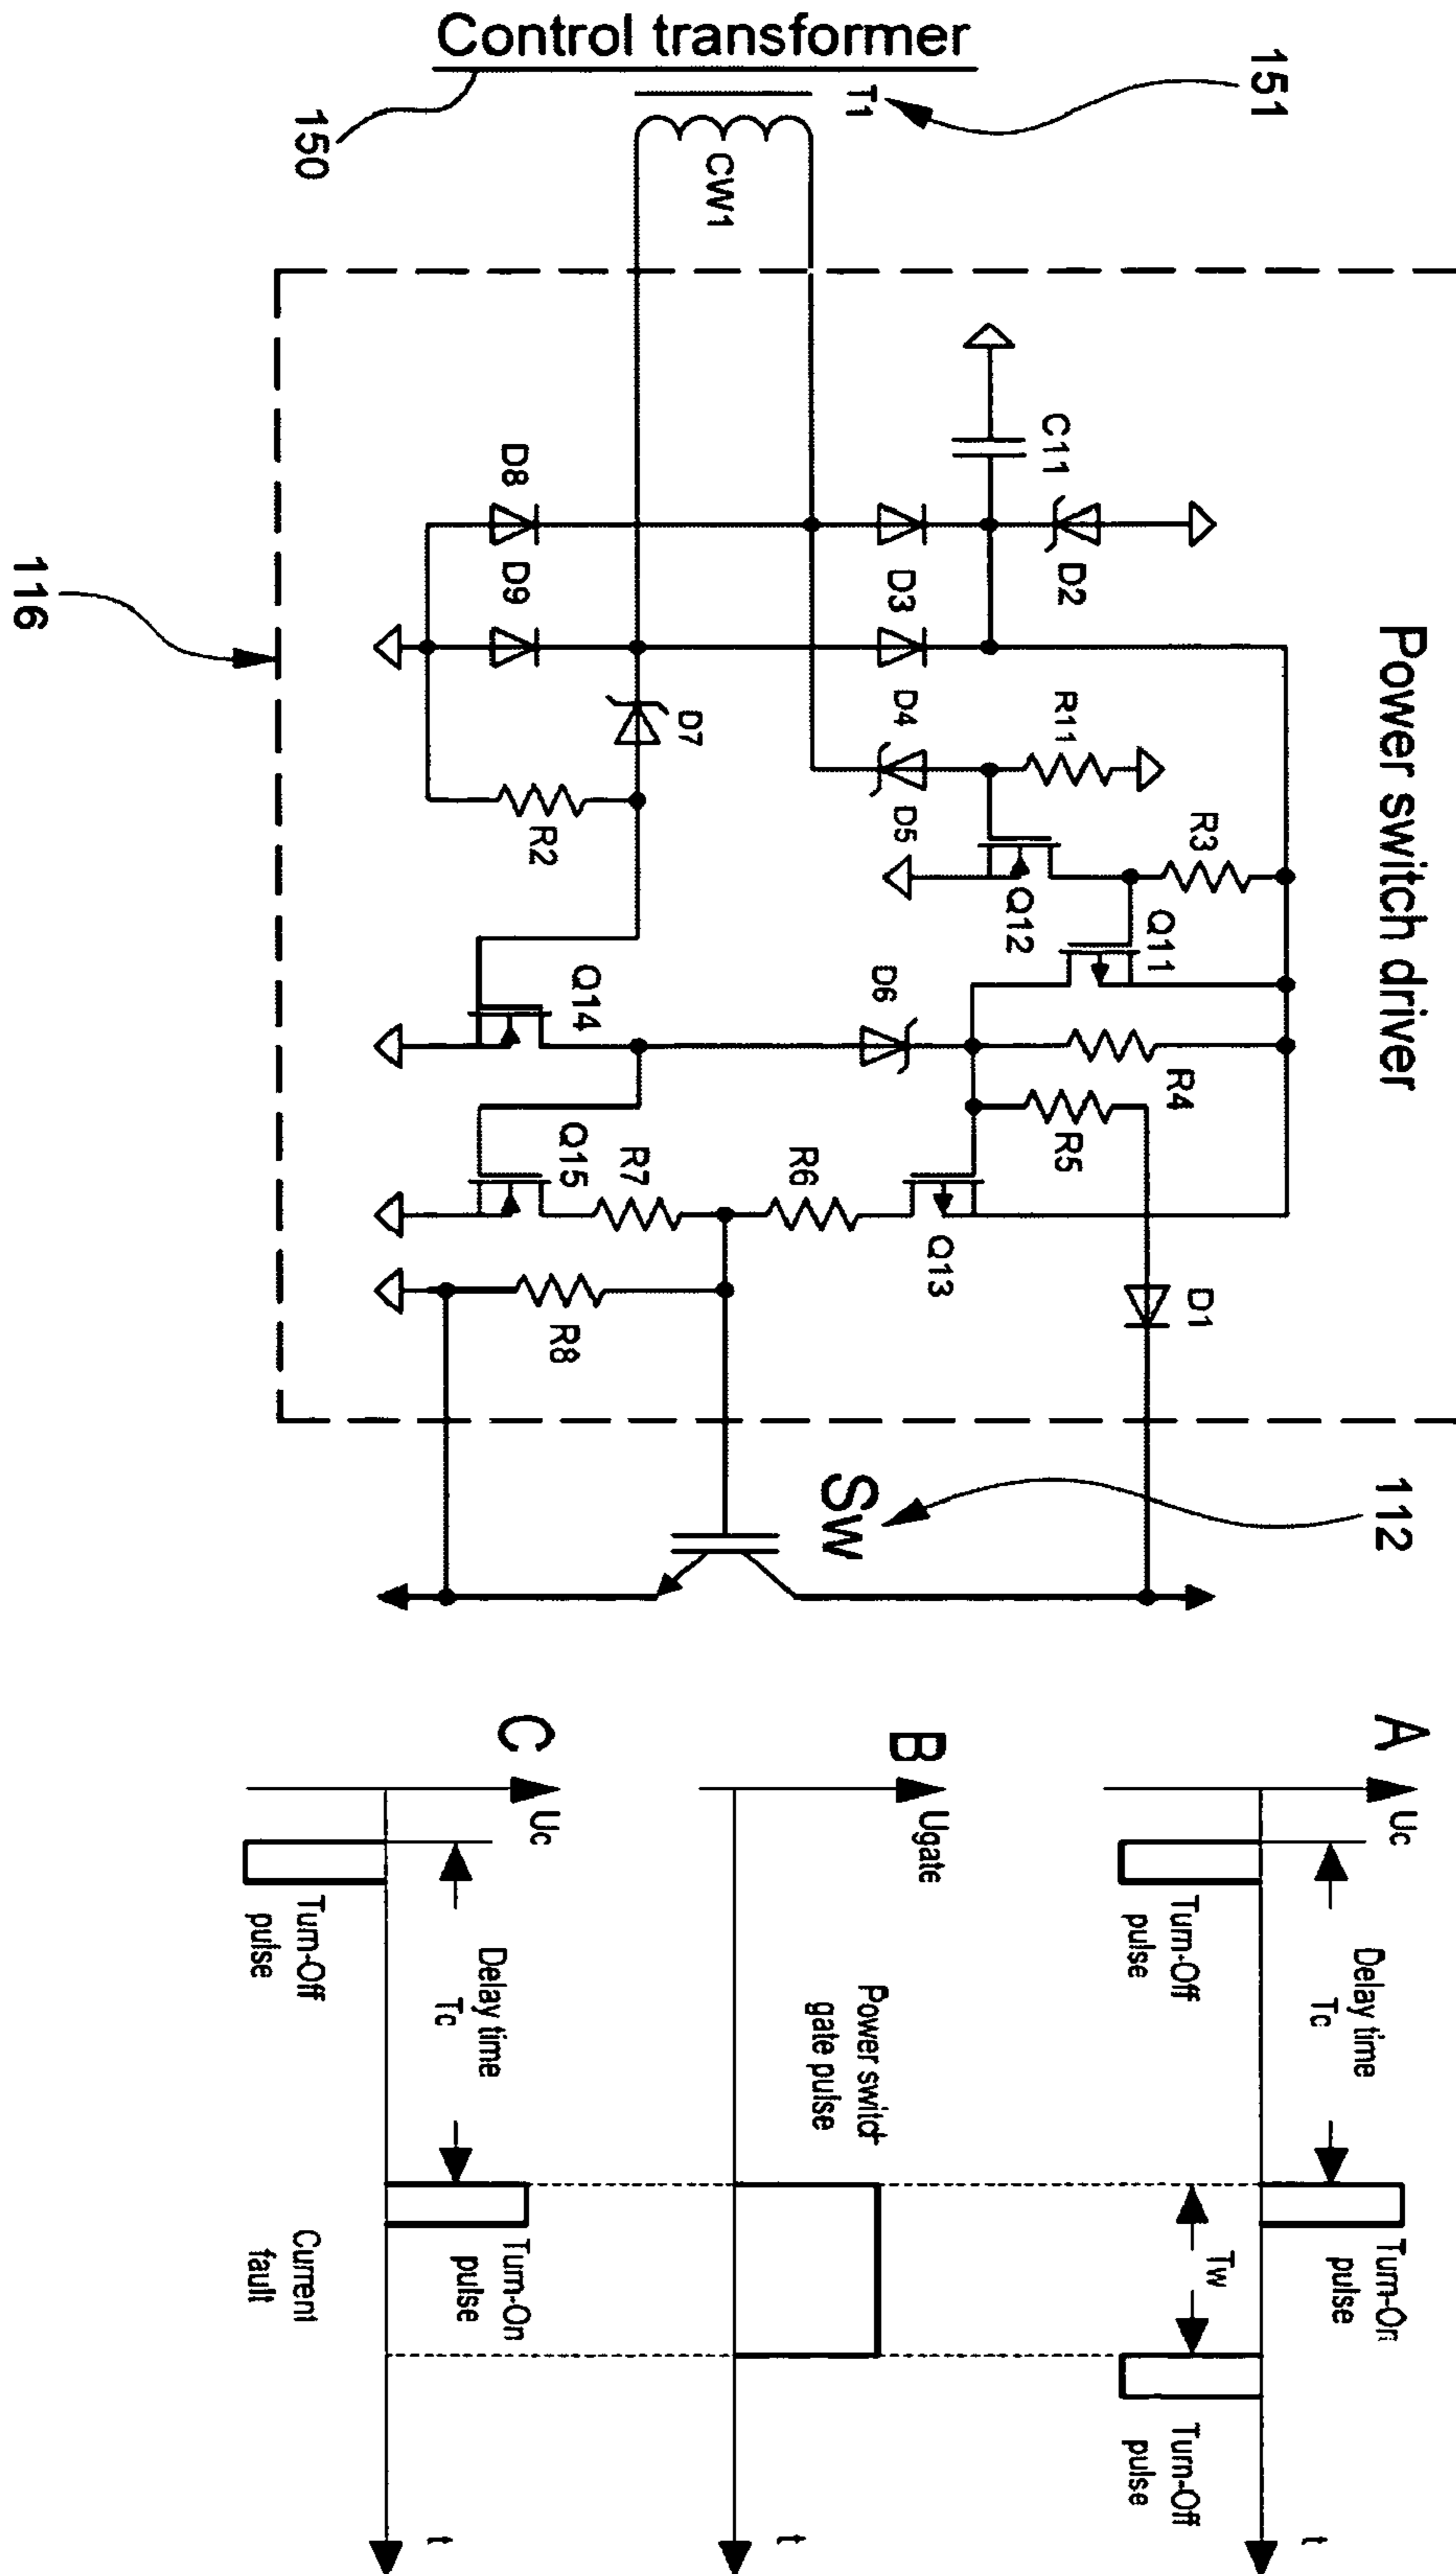 Power switch driver
Control transformer
150
151
T1
CW1
116
112
Sw
C11
D2
D3
D4
D8
D9
D7
R2
R11
D5
Q12
R3
Q11
D6
R4
R5
Q14
Q15
R7
R6
Q13
R8
D1
A
Uc
Delay time
Tc
Turn-Off
pulse
Turn-On
pulse
Tw
Turn-Off
pulse
t
B
Ugate
Power switch
gate pulse
t
C
Uc
Delay time
Tc
Turn-Off
pulse
Turn-On
pulse
Current
fault
t